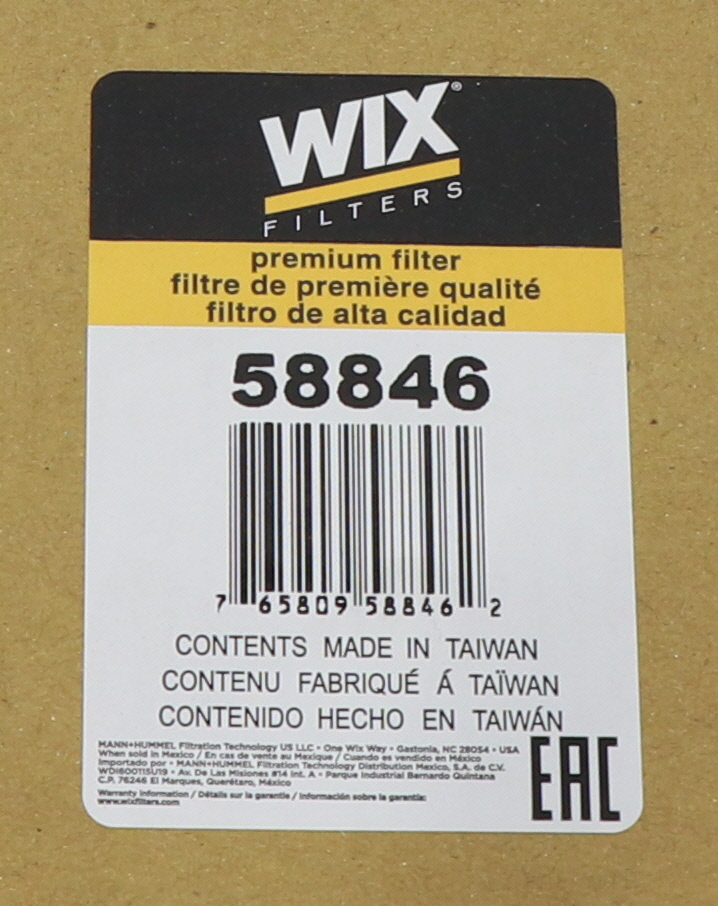 WIX®
FILTERS
premium filter
filtre de première qualité
filtro de alta calidad
58846
7 65809 58846 2
CONTENTS MADE IN TAIWAN
CONTENU FABRIQUÉ Á TAÏWAN
CONTENIDO HECHO EN TAIWÁN
MANN+HUMMEL Filtration Technology US LLC • One Wix Way • Gastonia, NC 28054 • USA
When sold in Mexico / En cas de vente au Mexique / Cuando es vendido en México
Importado por • MANN+HUMMEL Filtration Technology Distribution Mexico, S.A. de C.V.
WDI600115U19 • Av. De Las Misiones #14 Int. A • Parque Industrial Bernardo Quintana
C.P. 76246 El Marques, Querétaro, México
Warranty Information / Détails sur la garantie / Información sobre la garantía:
www.wixfilters.com
EAC